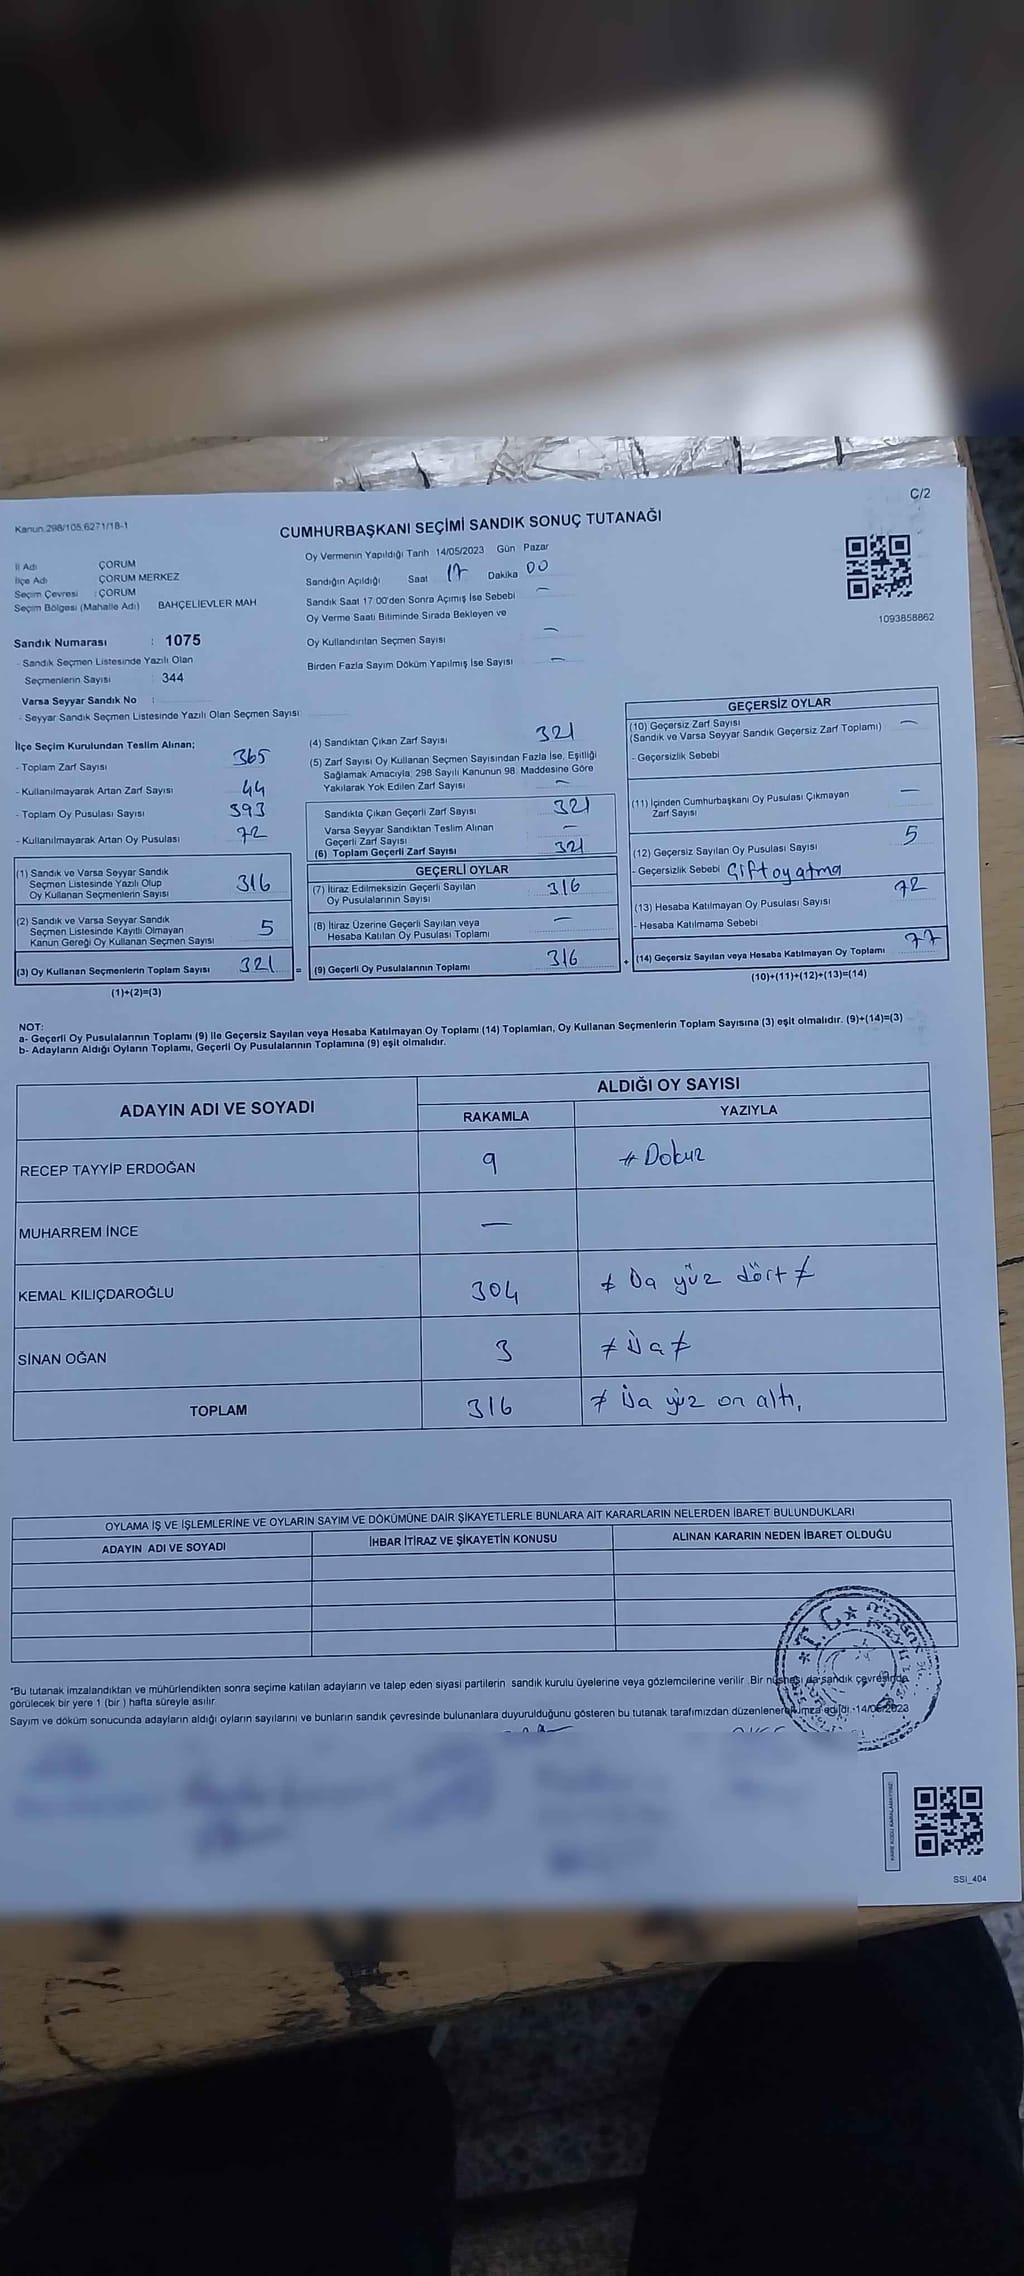 C/2
Kanun 298/105,6271/18-1
CUMHURBAŞKANI SEÇİMİ SANDIK SONUÇ TUTANAĞI
İl Adı ÇORUM
İlçe Adı ÇORUM MERKEZ
Seçim Çevresi : ÇORUM
Seçim Bölgesi (Mahalle Adı) BAHÇELİEVLER MAH
Sandık Numarası : 1075
- Sandık Seçmen Listesinde Yazılı Olan
Seçmenlerin Sayısı 344
Varsa Seyyar Sandık No :
- Seyyar Sandık Seçmen Listesinde Yazılı Olan Seçmen Sayısı
Oy Vermenin Yapıldığı Tarih 14/05/2023 Gün Pazar
Sandığın Açıldığı Saat 17 Dakika 00
Sandık Saat 17:00'den Sonra Açımış İse Sebebi —
Oy Verme Saati Bitiminde Sırada Bekleyen ve
Oy Kullandırılan Seçmen Sayısı —
Birden Fazla Sayım Döküm Yapılmış İse Sayısı —
1093858862
İlçe Seçim Kurulundan Teslim Alınan;
- Toplam Zarf Sayısı 365
- Kullanılmayarak Artan Zarf Sayısı 44
- Toplam Oy Pusulası Sayısı 393
- Kullanılmayarak Artan Oy Pusulası 72
(1) Sandık ve Varsa Seyyar Sandık
Seçmen Listesinde Yazılı Olup
Oy Kullanan Seçmenlerin Sayısı 316
(2) Sandık ve Varsa Seyyar Sandık
Seçmen Listesinde Kayıtlı Olmayan
Kanun Gereği Oy Kullanan Seçmen Sayısı 5
(3) Oy Kullanan Seçmenlerin Toplam Sayısı 321
(1)+(2)=(3)
(4) Sandıktan Çıkan Zarf Sayısı 321
(5) Zarf Sayısı Oy Kullanan Seçmen Sayısından Fazla İse, Eşitliği
Sağlamak Amacıyla, 298 Sayılı Kanunun 98. Maddesine Göre
Yakılarak Yok Edilen Zarf Sayısı —
Sandıkta Çıkan Geçerli Zarf Sayısı 321
Varsa Seyyar Sandıktan Teslim Alınan
Geçerli Zarf Sayısı —
(6) Toplam Geçerli Zarf Sayısı 321
GEÇERLİ OYLAR
(7) İtiraz Edilmeksizin Geçerli Sayılan
Oy Pusulalarının Sayısı 316
(8) İtiraz Üzerine Geçerli Sayılan veya
Hesaba Katılan Oy Pusulası Toplamı —
= (9) Geçerli Oy Pusulalarının Toplamı 316
GEÇERSİZ OYLAR
(10) Geçersiz Zarf Sayısı —
(Sandık ve Varsa Seyyar Sandık Geçersiz Zarf Toplamı)
- Geçersizlik Sebebi
(11) İçinden Cumhurbaşkanı Oy Pusulası Çıkmayan
Zarf Sayısı —
(12) Geçersiz Sayılan Oy Pusulası Sayısı 5
- Geçersizlik Sebebi Çift oy atma
(13) Hesaba Katılmayan Oy Pusulası Sayısı 72
- Hesaba Katılmama Sebebi
+ (14) Geçersiz Sayılan veya Hesaba Katılmayan Oy Toplamı 77
(10)+(11)+(12)+(13)=(14)
NOT:
a- Geçerli Oy Pusulalarının Toplamı (9) ile Geçersiz Sayılan veya Hesaba Katılmayan Oy Toplamı (14) Toplamları, Oy Kullanan Seçmenlerin Toplam Sayısına (3) eşit olmalıdır. (9)+(14)=(3)
b- Adayların Aldığı Oyların Toplamı, Geçerli Oy Pusulalarının Toplamına (9) eşit olmalıdır.
ADAYIN ADI VE SOYADI
ALDIĞI OY SAYISI
RAKAMLA YAZIYLA
RECEP TAYYİP ERDOĞAN 9 Dokuz
MUHARREM İNCE —
KEMAL KILIÇDAROĞLU 304 ≠ Üç yüz dört ≠
SİNAN OĞAN 3 ≠ Üç ≠
TOPLAM 316 ≠ Üç yüz on altı,
OYLAMA İŞ VE İŞLEMLERİNE VE OYLARIN SAYIM VE DÖKÜMÜNE DAİR ŞİKAYETLERLE BUNLARA AİT KARARLARIN NELERDEN İBARET BULUNDUKLARI
ADAYIN ADI VE SOYADI İHBAR İTİRAZ VE ŞİKAYETİN KONUSU ALINAN KARARIN NEDEN İBARET OLDUĞU
T.C.
"Bu tutanak imzalandıktan ve mühürlendikten sonra seçime katılan adayların ve talep eden siyasi partilerin sandık kurulu üyelerine veya gözlemcilerine verilir. Bir nüshası da sandık çevresinde
görülecek bir yere 1 (bir ) hafta süreyle asılır.
Sayım ve döküm sonucunda adayların aldığı oyların sayılarını ve bunların sandık çevresinde bulunanlara duyurulduğunu gösteren bu tutanak tarafımızdan düzenlenerek imza edildi. 14/05/2023
KARE KODU KARALAMAYINIZ!
SSİ_404